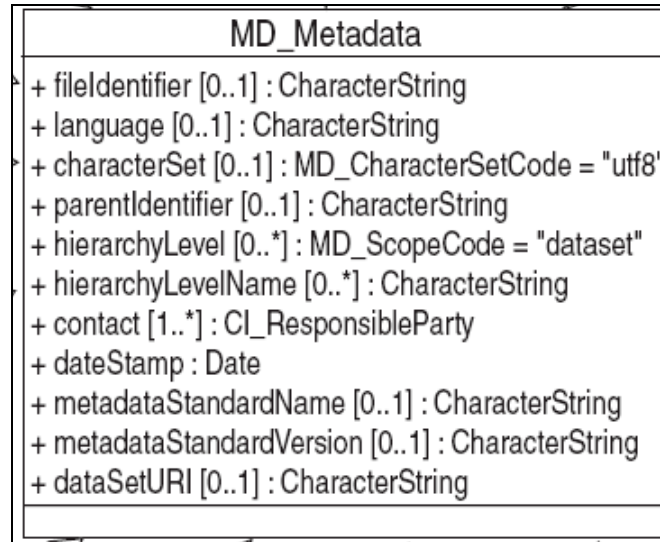 MD_Metadata
+ fileIdentifier [0..1] : CharacterString
+ language [0..1] : CharacterString
+ characterSet [0..1] : MD_CharacterSetCode = "utf8"
+ parentIdentifier [0..1] : CharacterString
+ hierarchyLevel [0..*] : MD_ScopeCode = "dataset"
+ hierarchyLevelName [0..*] : CharacterString
+ contact [1..*] : CI_ResponsibleParty
+ dateStamp : Date
+ metadataStandardName [0..1] : CharacterString
+ metadataStandardVersion [0..1] : CharacterString
+ dataSetURI [0..1] : CharacterString